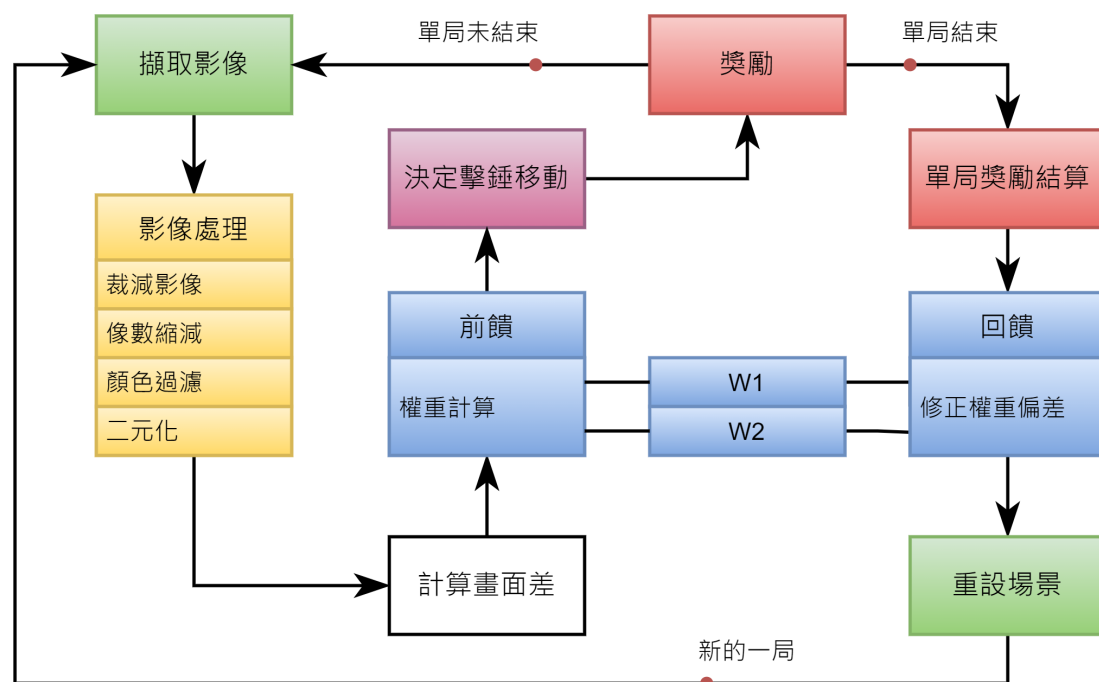 單局未結束
單局結束
擷取影像
獎勵
決定擊錘移動
單局獎勵結算
影像處理
裁減影像
像數縮減
顏色過濾
二元化
前饋
權重計算
W1
W2
回饋
修正權重偏差
計算畫面差
重設場景
新的一局